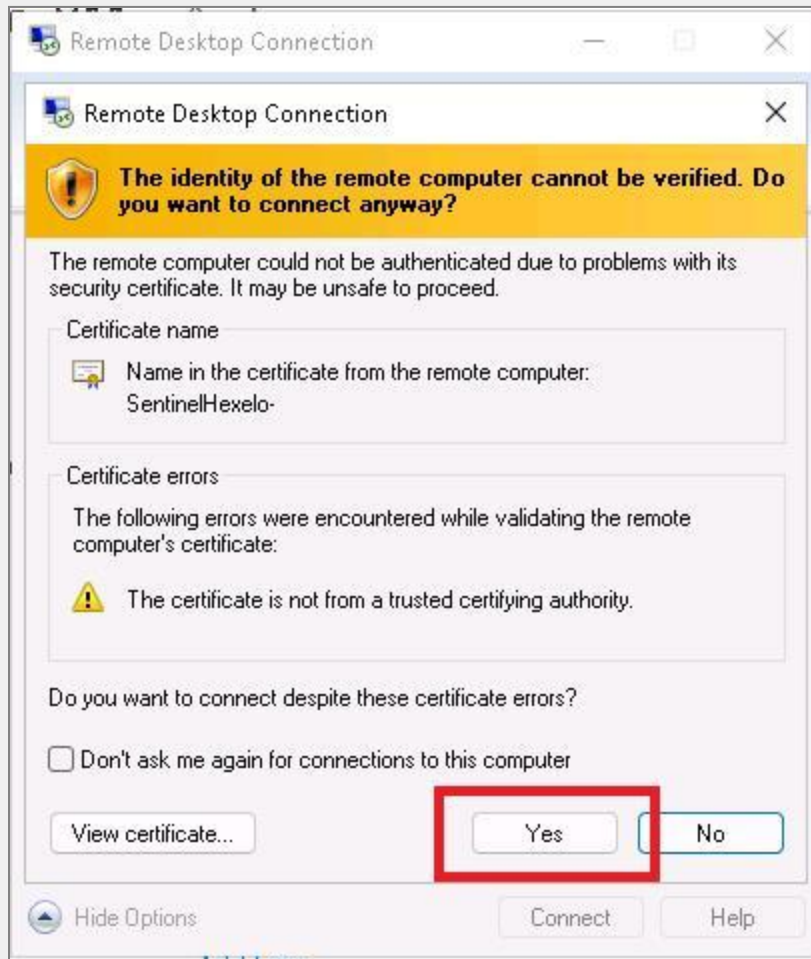 Remote Desktop Connection
Remote Desktop Connection
The identity of the remote computer cannot be verified. Do
you want to connect anyway?
The remote computer could not be authenticated due to problems with its
security certificate. It may be unsafe to proceed.
Certificate name
Name in the certificate from the remote computer:
SentinelHexelo-
Certificate errors
The following errors were encountered while validating the remote
computer's certificate:
The certificate is not from a trusted certifying authority.
Do you want to connect despite these certificate errors?
Don't ask me again for connections to this computer
View certificate... Yes No
Hide Options Connect Help